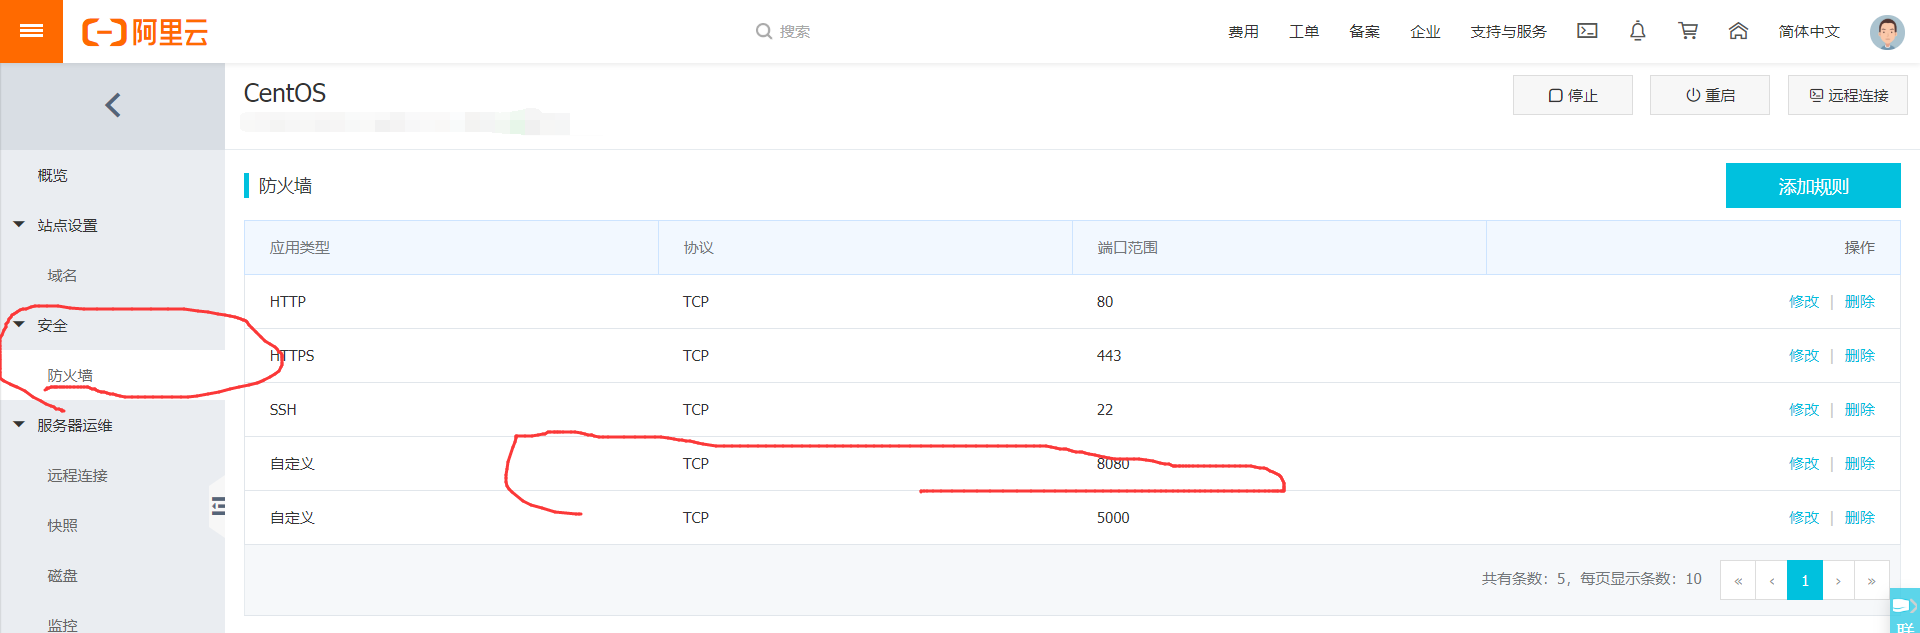 阿里云 搜索 费用 工单 备案 企业 支持与服务 简体中文
CentOS 停止 重启 远程连接
概览
站点设置
域名
安全
防火墙
服务器运维
远程连接
快照
磁盘
监控
防火墙 添加规则
应用类型 协议 端口范围 操作
HTTP TCP 80 修改 | 删除
HTTPS TCP 443 修改 | 删除
SSH TCP 22 修改 | 删除
自定义 TCP 8080 修改 | 删除
自定义 TCP 5000 修改 | 删除
共有条数：5，每页显示条数：10 « ‹ 1 › »
联